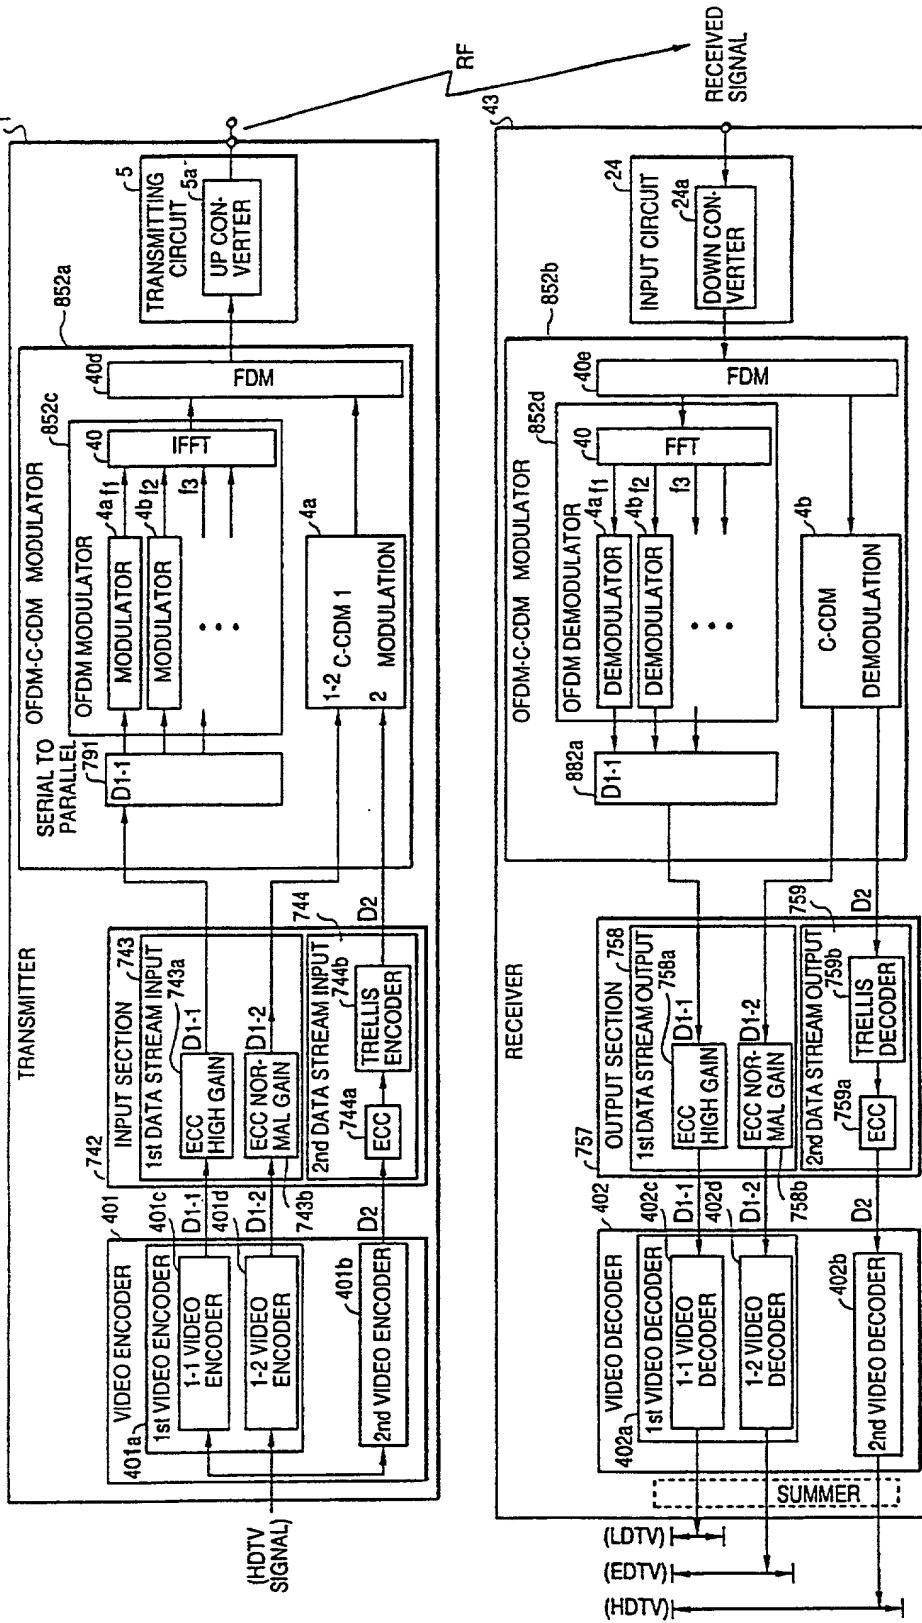 TRANSMITTER
1
VIDEO ENCODER
401
401a
1st VIDEO ENCODER
401c
1-1 VIDEO
ENCODER
401d
1-2 VIDEO
ENCODER
401b
2nd VIDEO ENCODER
(HDTV
SIGNAL)
D1-1
D1-2
D2
742
INPUT SECTION
743
1st DATA STREAM INPUT
743a
ECC
HIGH GAIN
D1-1
ECC NOR-
MAL GAIN
D1-2
743b
744
2nd DATA STREAM INPUT
744a
744b
ECC
TRELLIS
ENCODER
D2
852a
OFDM-C-CDM MODULATOR
SERIAL TO
PARALLEL
791
D1-1
852c
OFDM MODULATOR
4a
f1
MODULATOR
4b
f2
MODULATOR
f3
• • •
40
IFFT
40d
FDM
4a
1-2
C-CDM 1
2
MODULATION
5
TRANSMITTING
CIRCUIT
5a
UP CON-
VERTER
RF
RECEIVED
SIGNAL
RECEIVER
43
VIDEO DECODER
402
402a
1st VIDEO DECODER
402c
1-1 VIDEO
DECODER
402d
1-2 VIDEO
DECODER
402b
2nd VIDEO DECODER
SUMMER
(LDTV)
(EDTV)
(HDTV)
D1-1
D1-2
D2
757
OUTPUT SECTION
758
1st DATA STREAM OUTPUT
758a
ECC
HIGH GAIN
D1-1
ECC NOR-
MAL GAIN
D1-2
758b
759
2nd DATA STREAM OUTPUT
759a
759b
ECC
TRELLIS
DECODER
D2
852b
OFDM-C-CDM MODULATOR
882a
D1-1
852d
OFDM DEMODULATOR
4a
f1
DEMODULATOR
4b
f2
DEMODULATOR
f3
• • •
40
FFT
40e
FDM
4b
C-CDM
DEMODULATION
24
INPUT CIRCUIT
24a
DOWN CON-
VERTER